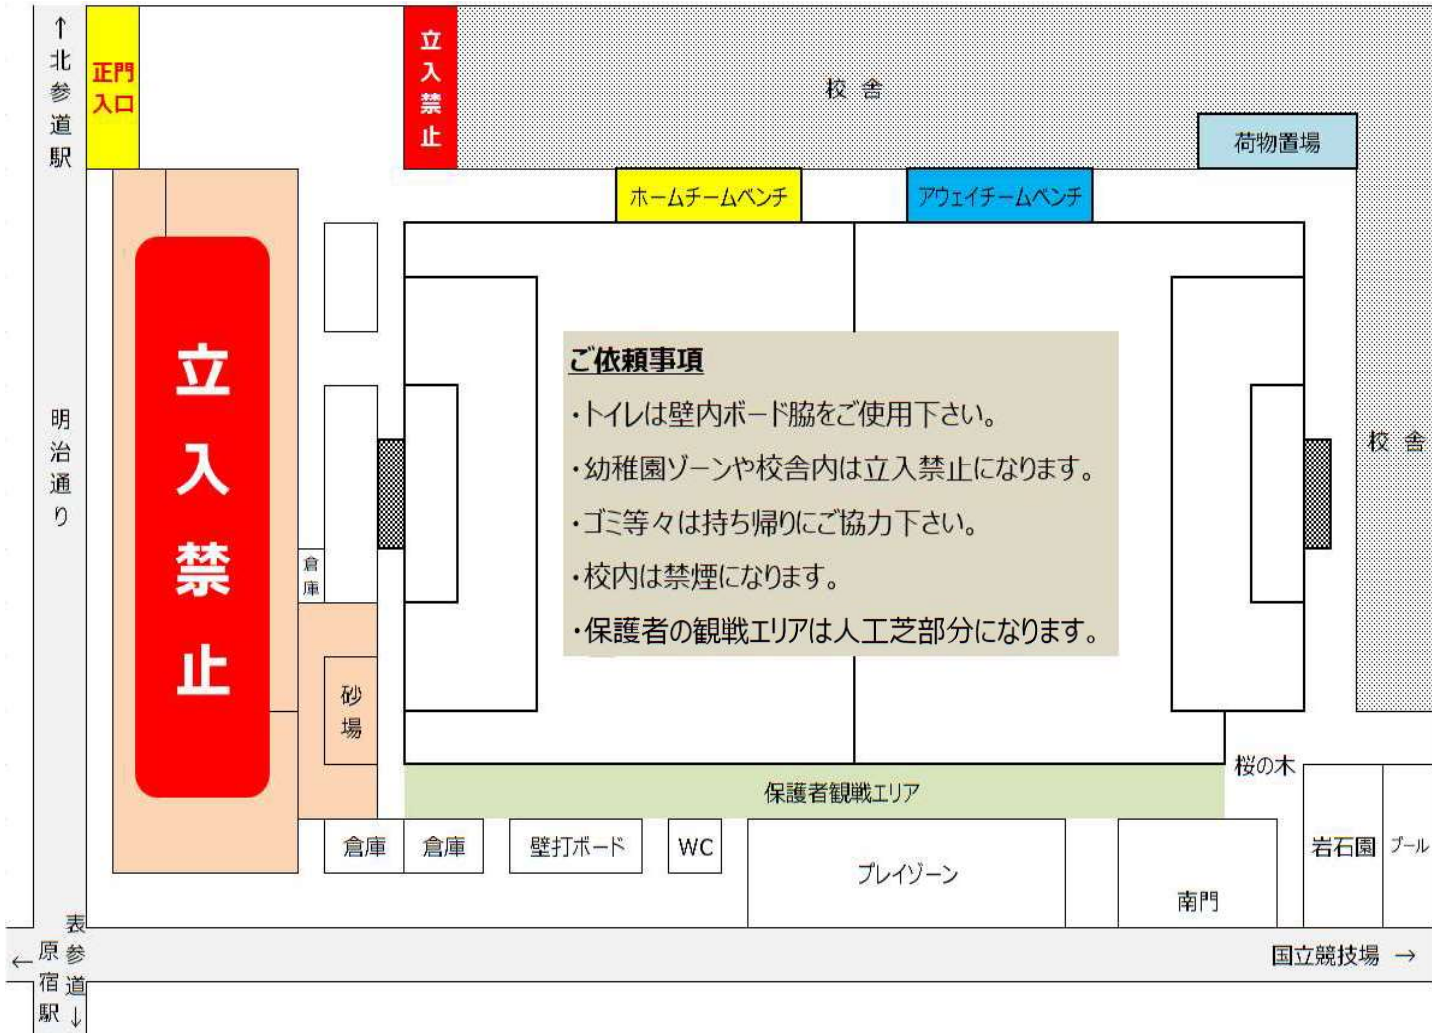 ↑北参道駅
正門
入口
立入禁止
校 舎
荷物置場
ホームチームベンチ
アウェイチームベンチ
立入禁止
明治通り
ご依頼事項
・トイレは壁内ボード脇をご使用下さい。
・幼稚園ゾーンや校舎内は立入禁止になります。
・ゴミ等々は持ち帰りにご協力下さい。
・校内は禁煙になります。
・保護者の観戦エリアは人工芝部分になります。
校 舎
倉庫
砂場
桜の木
保護者観戦エリア
倉庫
倉庫
壁打ボード
WC
プレイゾーン
南門
岩石園
プール
表参道↓
←原宿駅
国立競技場 →